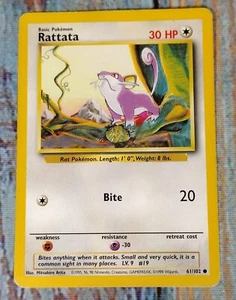 Basic Pokémon
Rattata
30 HP
Rat Pokémon. Length: 1' 0", Weight: 8 lbs.
Bite 20
weakness resistance retreat cost
-30
Bites anything when it attacks. Small and very quick, it is a
common sight in many places. LV. 9 #19
Illus. Mitsuhiro Arita
©1995, 96, 98 Nintendo, Creatures, GAMEFREAK. ©1999 Wizards.
61/102